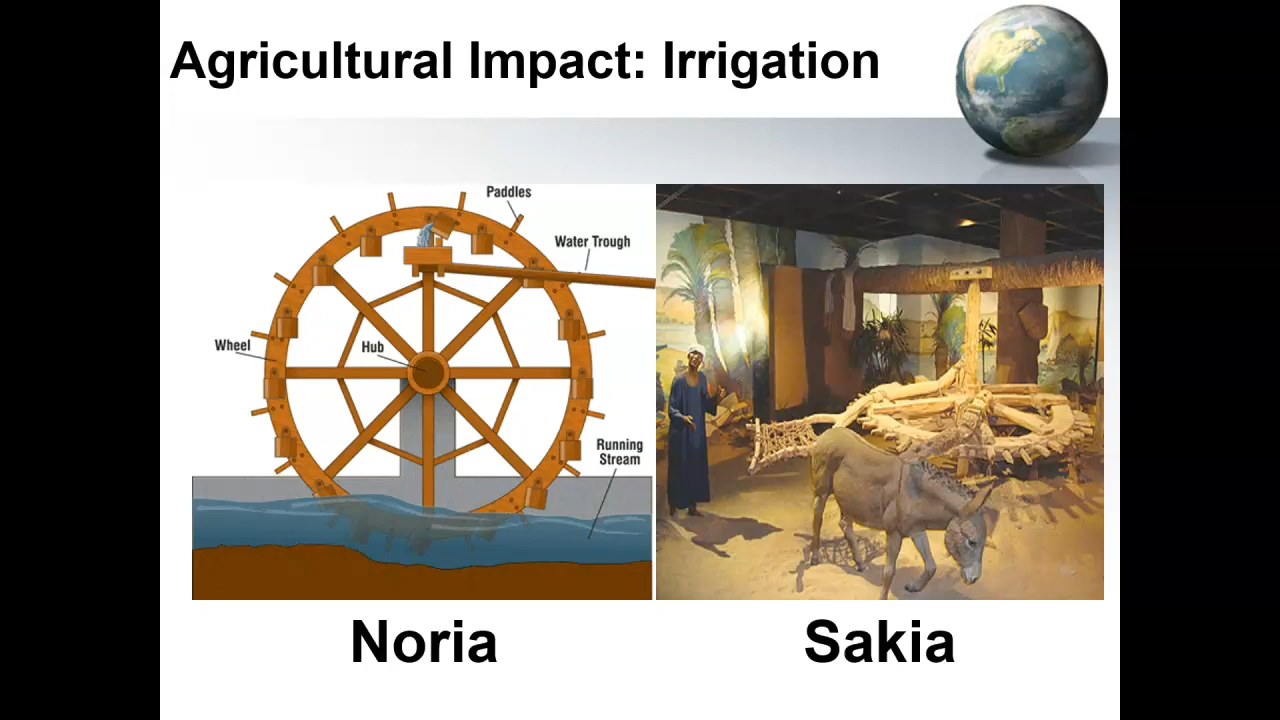 Agricultural Impact: Irrigation
Paddles
Water Trough
Wheel
Hub
Running
Stream
Noria
Sakia